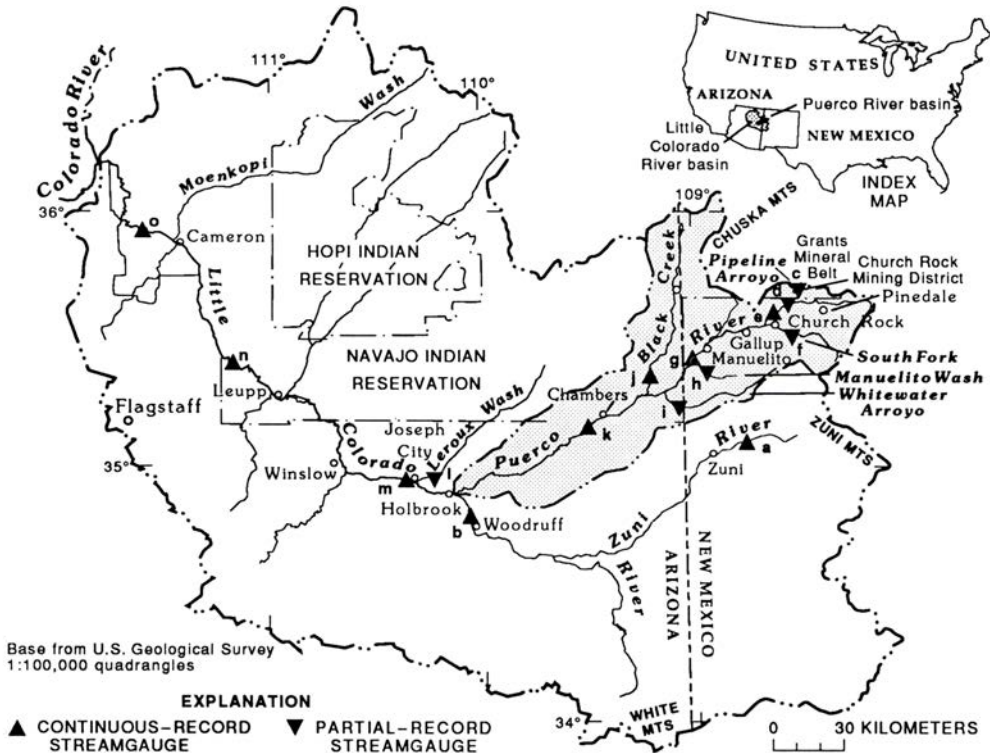 111°
110°
Colorado River
Wash
Moenkopi
36°
Cameron
HOPI INDIAN
RESERVATION
Little
NAVAJO INDIAN
RESERVATION
Leupp
Flagstaff
35°
Winslow
Colorado
Joseph
City
Leroux Wash
Holbrook
Woodruff
Chambers
Puerco
River
Black
Creek
109°
CHUSKA MTS
Pipeline
Arroyo
Grants
Mineral
Belt
Church Rock
Mining District
Pinedale
Church Rock
Gallup
Manuelito
South Fork
Manuelito Wash
Whitewater
Arroyo
ZUNI MTS
River
Zuni
Zuni
River
ARIZONA
NEW MEXICO
WHITE
MTS
34°
o
n
m
l
b
k
j
i
h
g
f
e
d
c
a
UNITED STATES
ARIZONA
Puerco River
basin
NEW MEXICO
Little
Colorado
River basin
INDEX
MAP
Base from U.S. Geological Survey
1:100,000 quadrangles
EXPLANATION
CONTINUOUS-RECORD
STREAMGAUGE
PARTIAL-RECORD
STREAMGAUGE
0 30 KILOMETERS